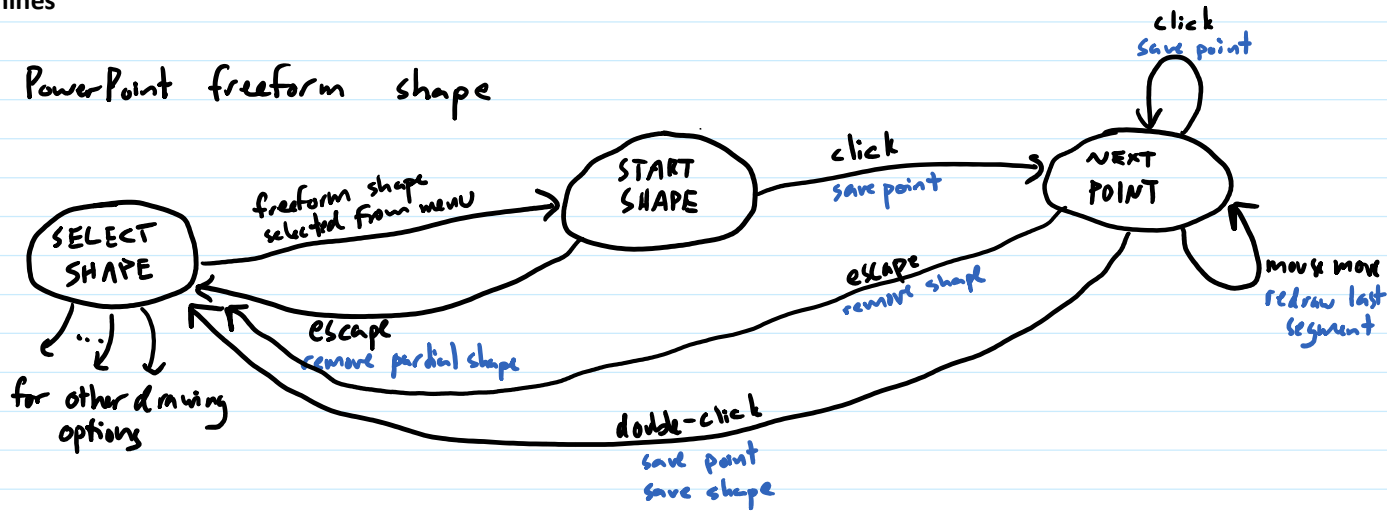 lines
click
save point
PowerPoint freeform shape
START
SHAPE
click
save point
NEXT
POINT
freeform shape
selected from menu
SELECT
SHAPE
escape
remove shape
mouse move
redraw last
segment
escape
remove partial shape
...
for other drawing
options
double-click
save point
save shape